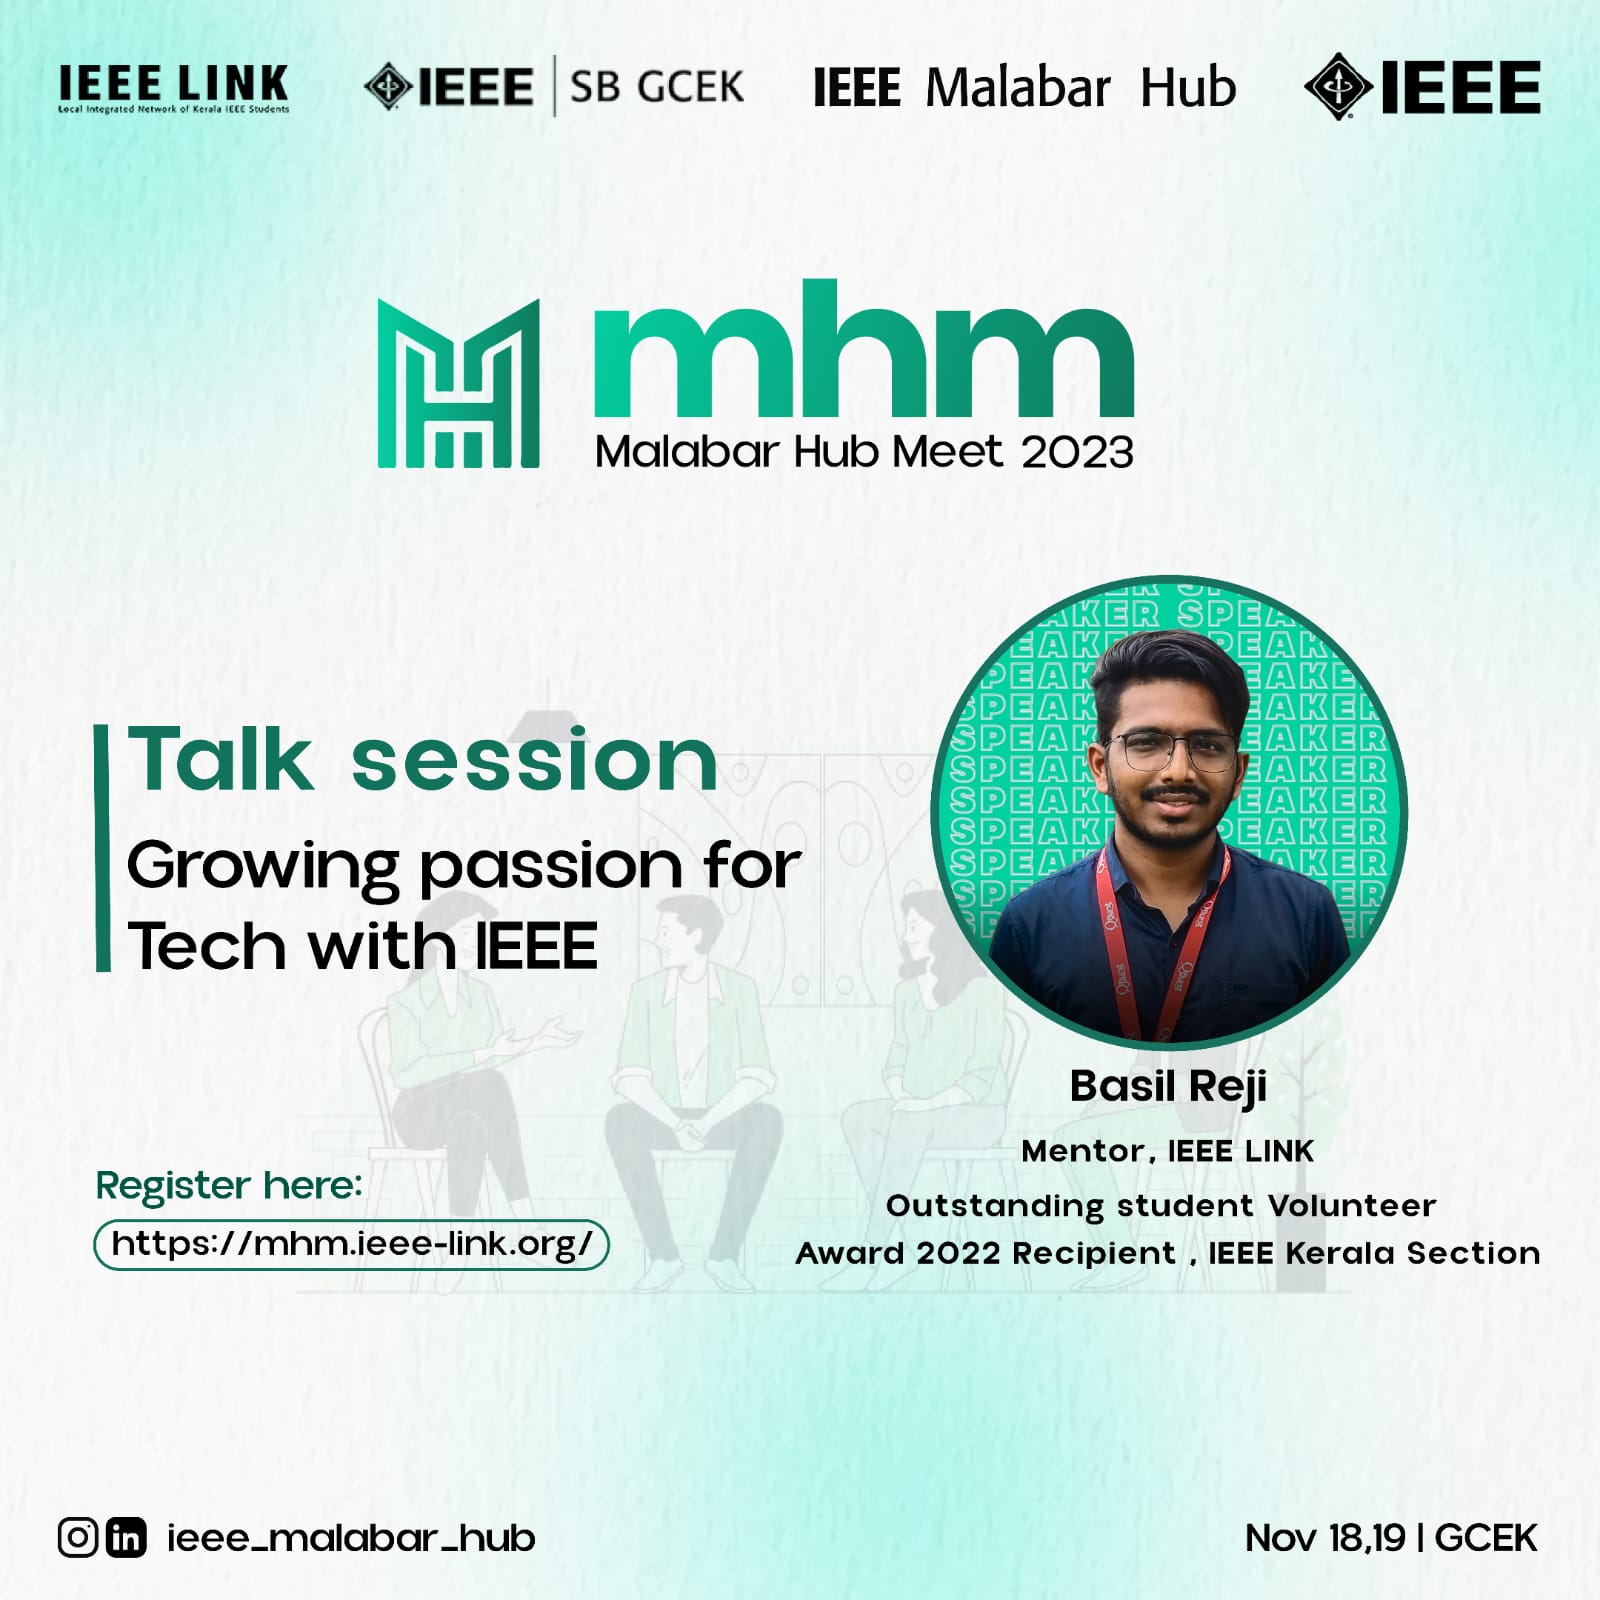 IEEE LINK
Local Integrated Network of Kerala IEEE Students
IEEE | SB GCEK
IEEE Malabar Hub
IEEE
mhm
Malabar Hub Meet 2023
Talk session
Growing passion for
Tech with IEEE
SPEAKER SPEAKER
Basil Reji
Mentor, IEEE LINK
Outstanding student Volunteer
Award 2022 Recipient , IEEE Kerala Section
Register here:
https://mhm.ieee-link.org/
ieee_malabar_hub
Nov 18,19 | GCEK